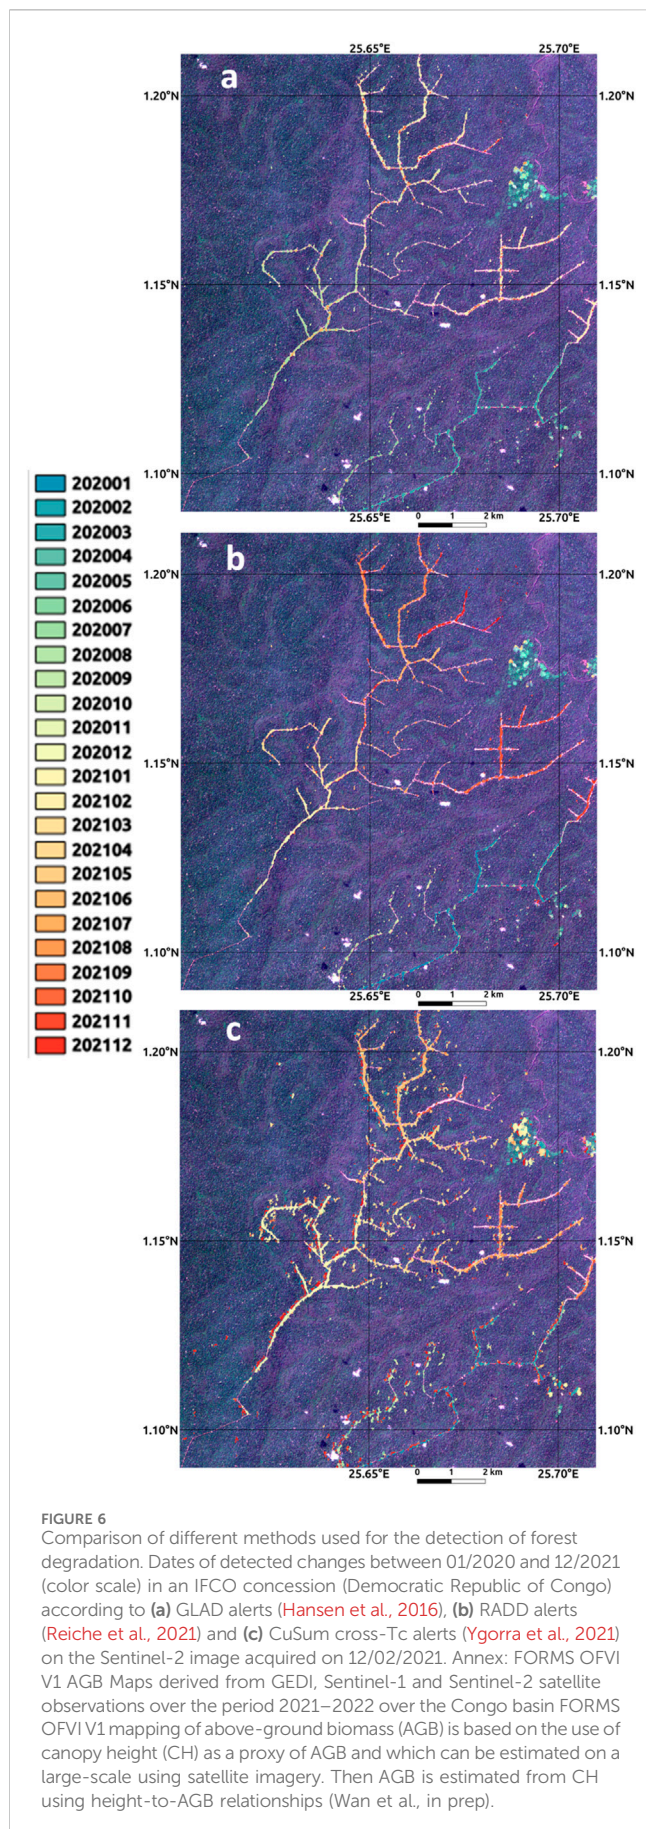 25.65°E 25.70°E
a
1.20°N 1.20°N
1.15°N 1.15°N
1.10°N 1.10°N
25.65°E 0 1 2 km 25.70°E
b
1.20°N 1.20°N
1.15°N 1.15°N
1.10°N 1.10°N
25.65°E 0 1 2 km 25.70°E
c
1.20°N 1.20°N
1.15°N 1.15°N
1.10°N 1.10°N
25.65°E 0 1 2 km 25.70°E
202001
202002
202003
202004
202005
202006
202007
202008
202009
202010
202011
202012
202101
202102
202103
202104
202105
202106
202107
202108
202109
202110
202111
202112
FIGURE 6
Comparison of different methods used for the detection of forest
degradation. Dates of detected changes between 01/2020 and 12/2021
(color scale) in an IFCO concession (Democratic Republic of Congo)
according to (a) GLAD alerts (Hansen et al., 2016), (b) RADD alerts
(Reiche et al., 2021) and (c) CuSum cross-Tc alerts (Ygorra et al., 2021)
on the Sentinel-2 image acquired on 12/02/2021. Annex: FORMS OFVI
V1 AGB Maps derived from GEDI, Sentinel-1 and Sentinel-2 satellite
observations over the period 2021–2022 over the Congo basin FORMS
OFVI V1 mapping of above-ground biomass (AGB) is based on the use of
canopy height (CH) as a proxy of AGB and which can be estimated on a
large-scale using satellite imagery. Then AGB is estimated from CH
using height-to-AGB relationships (Wan et al., in prep).